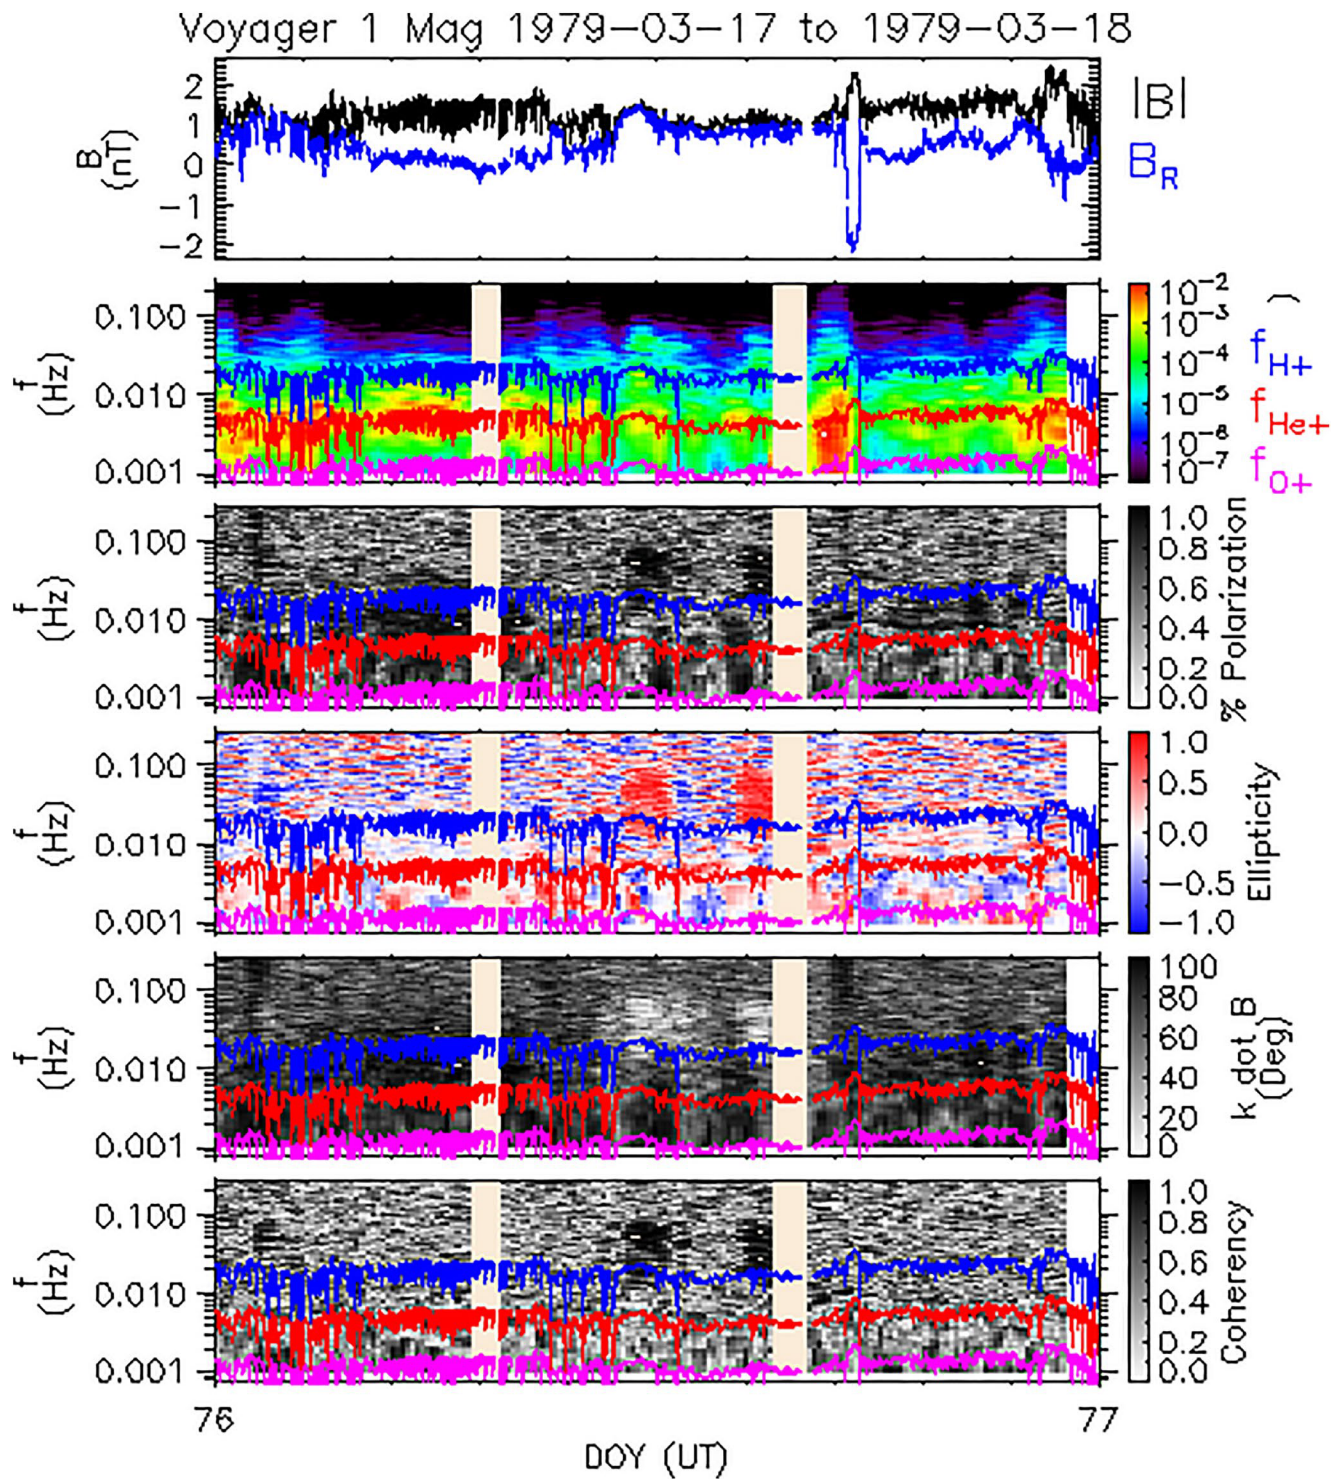 Voyager 1 Mag 1979-03-17 to 1979-03-18
2
1
0
-1
-2
B
(nT)
|B|
B_R
0.100
0.010
0.001
f
(Hz)
10^-2
10^-3
10^-4
10^-5
10^-6
10^-7
)
f_H+
f_He+
f_O+
0.100
0.010
0.001
f
(Hz)
1.0
0.8
0.6
0.4
0.2
0.0
% Polarization
0.100
0.010
0.001
f
(Hz)
1.0
0.5
0.0
-0.5
-1.0
Ellipticity
0.100
0.010
0.001
f
(Hz)
100
80
60
40
20
0
k dot B
(Deg)
0.100
0.010
0.001
f
(Hz)
1.0
0.8
0.6
0.4
0.2
0.0
Coherency
76
77
DOY (UT)